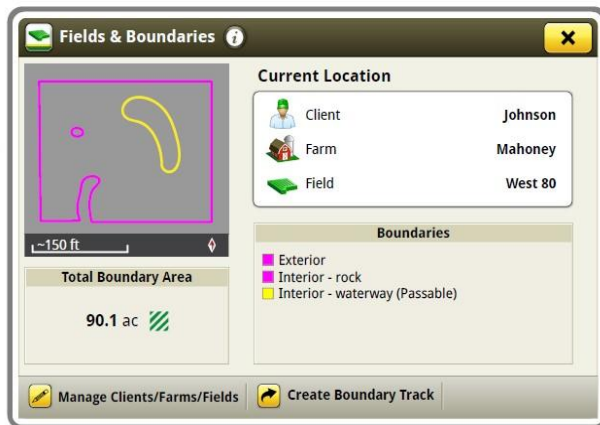 Fields & Boundaries i
~150 ft
Total Boundary Area
90.1 ac
Current Location
Client Johnson
Farm Mahoney
Field West 80
Boundaries
Exterior
Interior - rock
Interior - waterway (Passable)
Manage Clients/Farms/Fields
Create Boundary Track